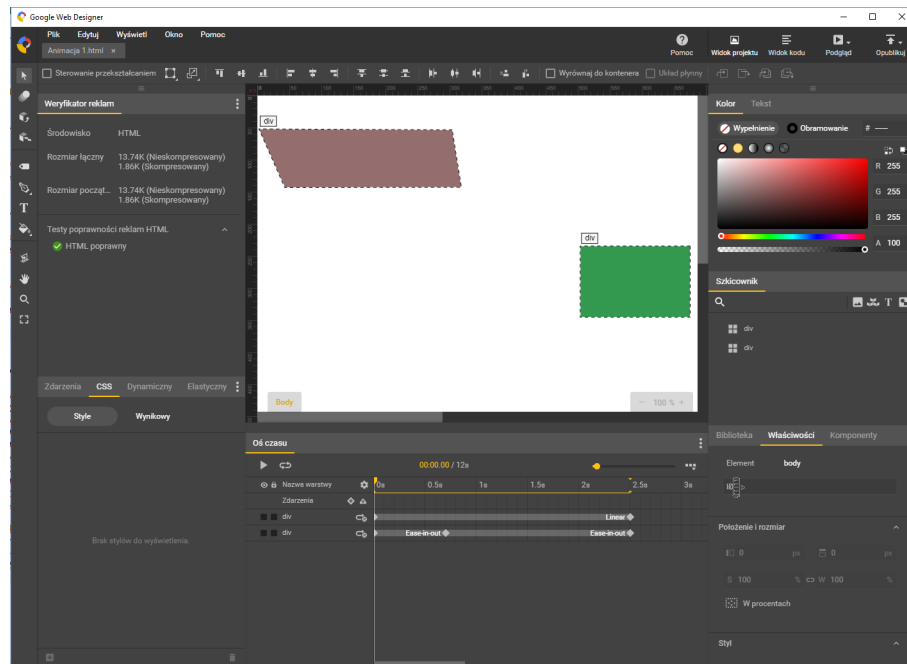 Google Web Designer
Plik Edytuj Wyświetl Okno Pomoc
Animacja 1.html ×
Pomoc Widok projektu Widok kodu Podgląd Opublikuj
Sterowanie przekształcaniem
Wyrównaj do kontenera Układ płynny
Weryfikator reklam
Środowisko HTML
Rozmiar łączny 13.74K (Nieskompresowany)
1.86K (Skompresowany)
Rozmiar począt... 13.74K (Nieskompresowany)
1.86K (Skompresowany)
Testy poprawności reklam HTML
HTML poprawny
Zdarzenia CSS Dynamiczny Elastyczny
Style Wynikowy
Brak stylów do wyświetlenia.
div
div
Body
− 100 % +
Oś czasu
00:00.00 / 12s
Nazwa warstwy 0s 0.5s 1s 1.5s 2s 2.5s 3s
Zdarzenia
div Linear
div Ease-in-out Ease-in-out
Kolor Tekst
Wypełnienie Obramowanie # —
R 255
G 255
B 255
A 100
Szkicownik
T
div
div
Biblioteka Właściwości Komponenty
Element body
ID
Położenie i rozmiar
0 px 0 px
S 100 % W 100 %
W procentach
Styl